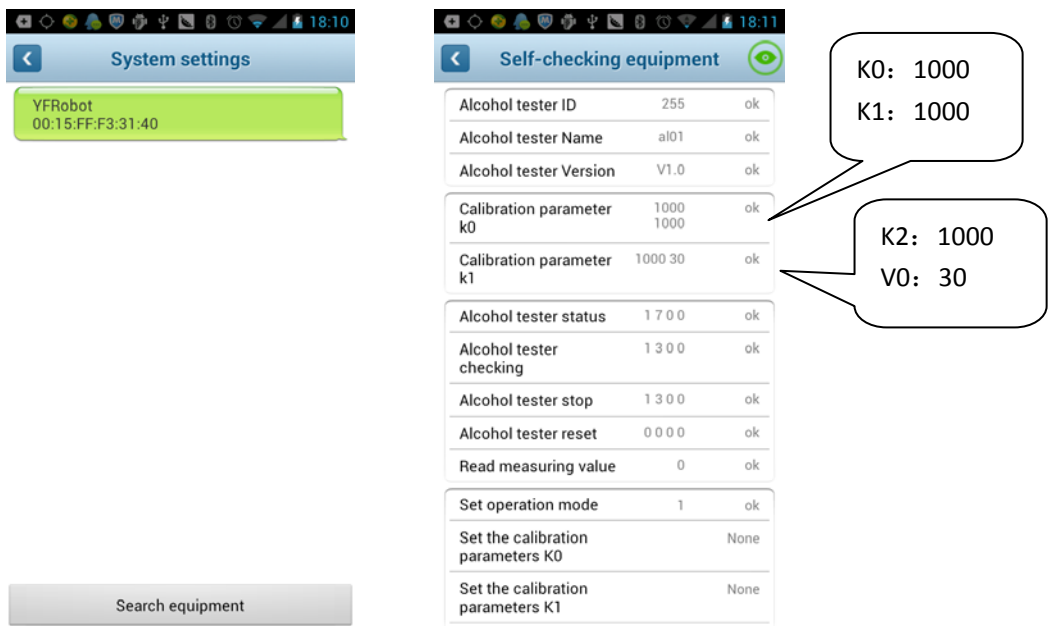 18:10
System settings
YFRobot
00:15:FF:F3:31:40
Search equipment
18:11
Self-checking equipment
Alcohol tester ID 255 ok
Alcohol tester Name al01 ok
Alcohol tester Version V1.0 ok
Calibration parameter 1000 ok
k0 1000
Calibration parameter 1000 30 ok
k1
Alcohol tester status 1 7 0 0 ok
Alcohol tester 1 3 0 0 ok
checking
Alcohol tester stop 1 3 0 0 ok
Alcohol tester reset 0 0 0 0 ok
Read measuring value 0 ok
Set operation mode 1 ok
Set the calibration None
parameters K0
Set the calibration None
parameters K1
K0：1000
K1：1000
K2：1000
V0：30